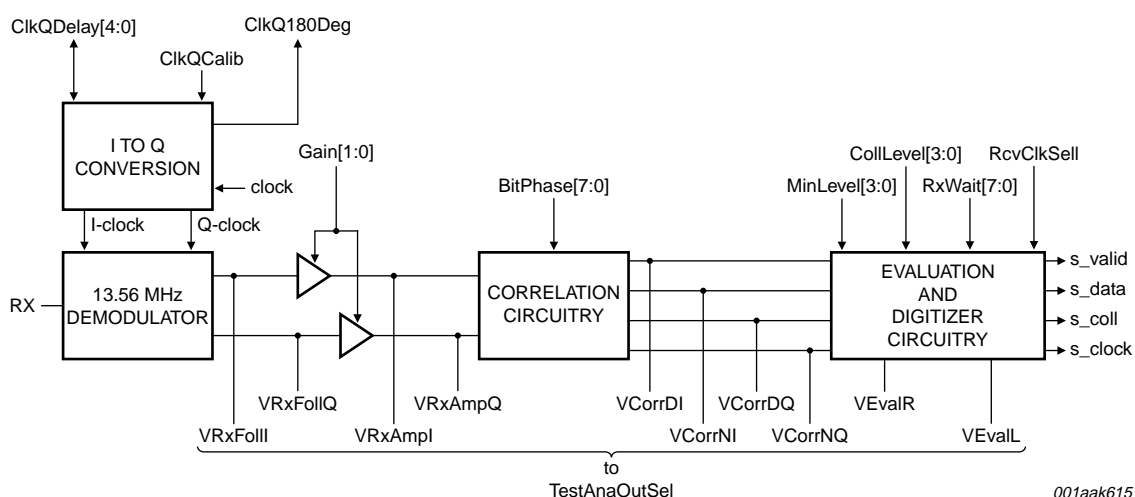 ClkQDelay[4:0]
ClkQ180Deg
ClkQCalib
I TO Q
CONVERSION
clock
I-clock
Q-clock
Gain[1:0]
BitPhase[7:0]
CollLevel[3:0]
RcvClkSell
MinLevel[3:0]
RxWait[7:0]
RX
13.56 MHz
DEMODULATOR
CORRELATION
CIRCUITRY
EVALUATION
AND
DIGITIZER
CIRCUITRY
s_valid
s_data
s_coll
s_clock
VRxFollQ
VRxAmpQ
VCorrDI
VCorrDQ
VEvalR
VRxFollI
VRxAmpI
VCorrNI
VCorrNQ
VEvalL
to
TestAnaOutSel
001aak615